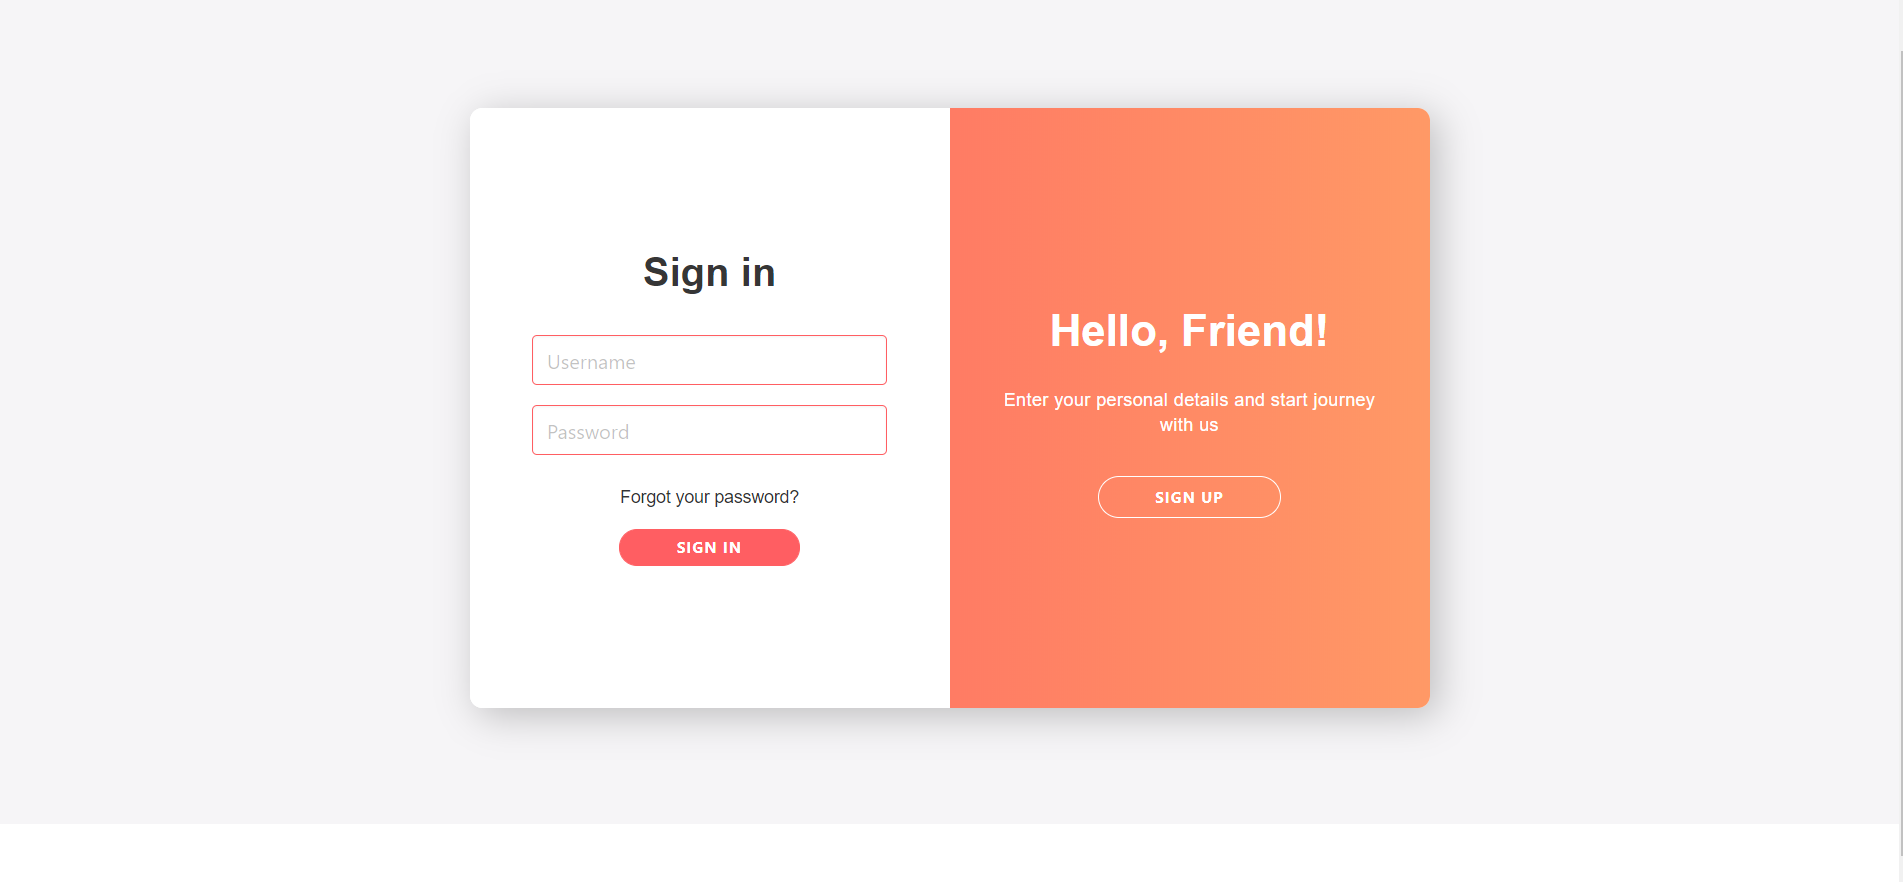 Sign in
Username
Password
Forgot your password?
SIGN IN
Hello, Friend!
Enter your personal details and start journey
with us
SIGN UP